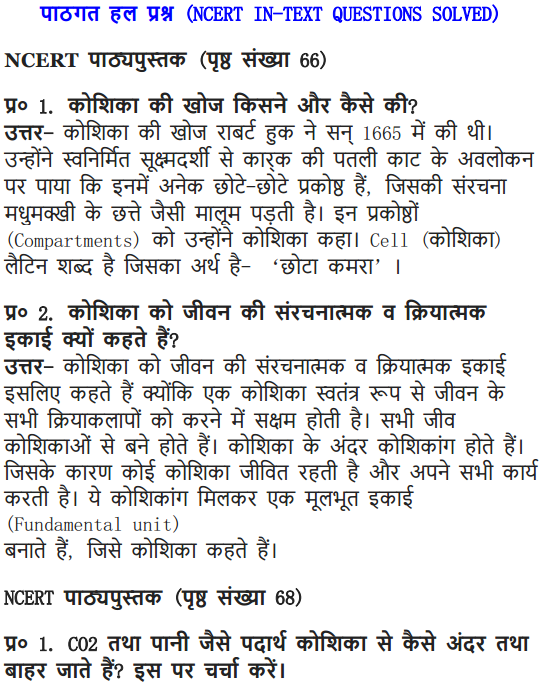 पाठगत हल प्रश्न (NCERT IN-TEXT QUESTIONS SOLVED)
NCERT पाठ्यपुस्तक (पृष्ठ संख्या 66)
प्र० 1. कोशिका की खोज किसने और कैसे की?
उत्तर- कोशिका की खोज राबर्ट हुक ने सन् 1665 में की थी।
उन्होंने स्वनिर्मित सूक्ष्मदर्शी से कार्क की पतली काट के अवलोकन
पर पाया कि इनमें अनेक छोटे-छोटे प्रकोष्ठ हैं, जिसकी संरचना
मधुमक्खी के छत्ते जैसी मालूम पड़ती है। इन प्रकोष्ठों
(Compartments) को उन्होंने कोशिका कहा। Cell (कोशिका)
लैटिन शब्द है जिसका अर्थ है- ‘छोटा कमरा’ ।
प्र० 2. कोशिका को जीवन की संरचनात्मक व क्रियात्मक
इकाई क्यों कहते हैं?
उत्तर- कोशिका को जीवन की संरचनात्मक व क्रियात्मक इकाई
इसलिए कहते हैं क्योंकि एक कोशिका स्वतंत्र रूप से जीवन के
सभी क्रियाकलापों को करने में सक्षम होती है। सभी जीव
कोशिकाओं से बने होते हैं। कोशिका के अंदर कोशिकांग होते हैं।
जिसके कारण कोई कोशिका जीवित रहती है और अपने सभी कार्य
करती है। ये कोशिकांग मिलकर एक मूलभूत इकाई
(Fundamental unit)
बनाते हैं, जिसे कोशिका कहते हैं।
NCERT पाठ्यपुस्तक (पृष्ठ संख्या 68)
प्र० 1. CO2 तथा पानी जैसे पदार्थ कोशिका से कैसे अंदर तथा
बाहर जाते हैं? इस पर चर्चा करें।